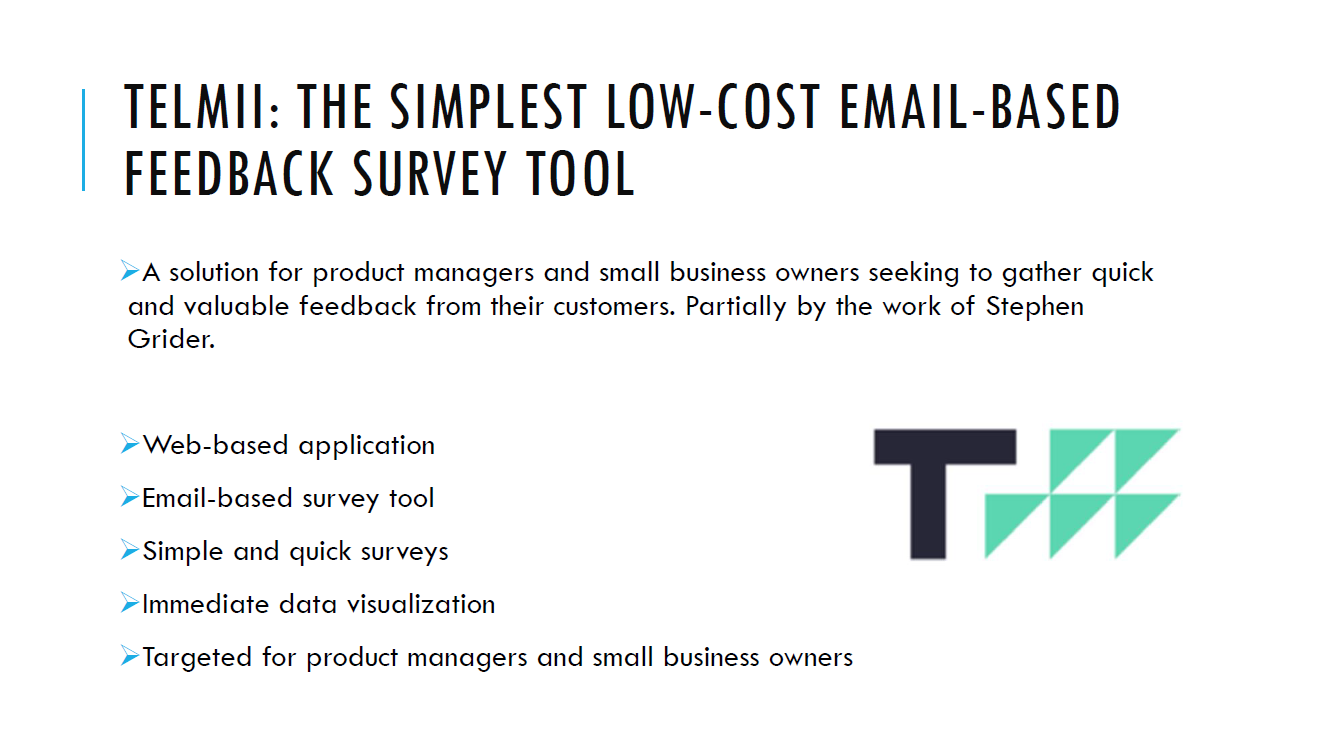 TELMII: THE SIMPLEST LOW-COST EMAIL-BASED
FEEDBACK SURVEY TOOL
A solution for product managers and small business owners seeking to gather quick
and valuable feedback from their customers. Partially by the work of Stephen
Grider.
Web-based application
Email-based survey tool
Simple and quick surveys
Immediate data visualization
Targeted for product managers and small business owners
T